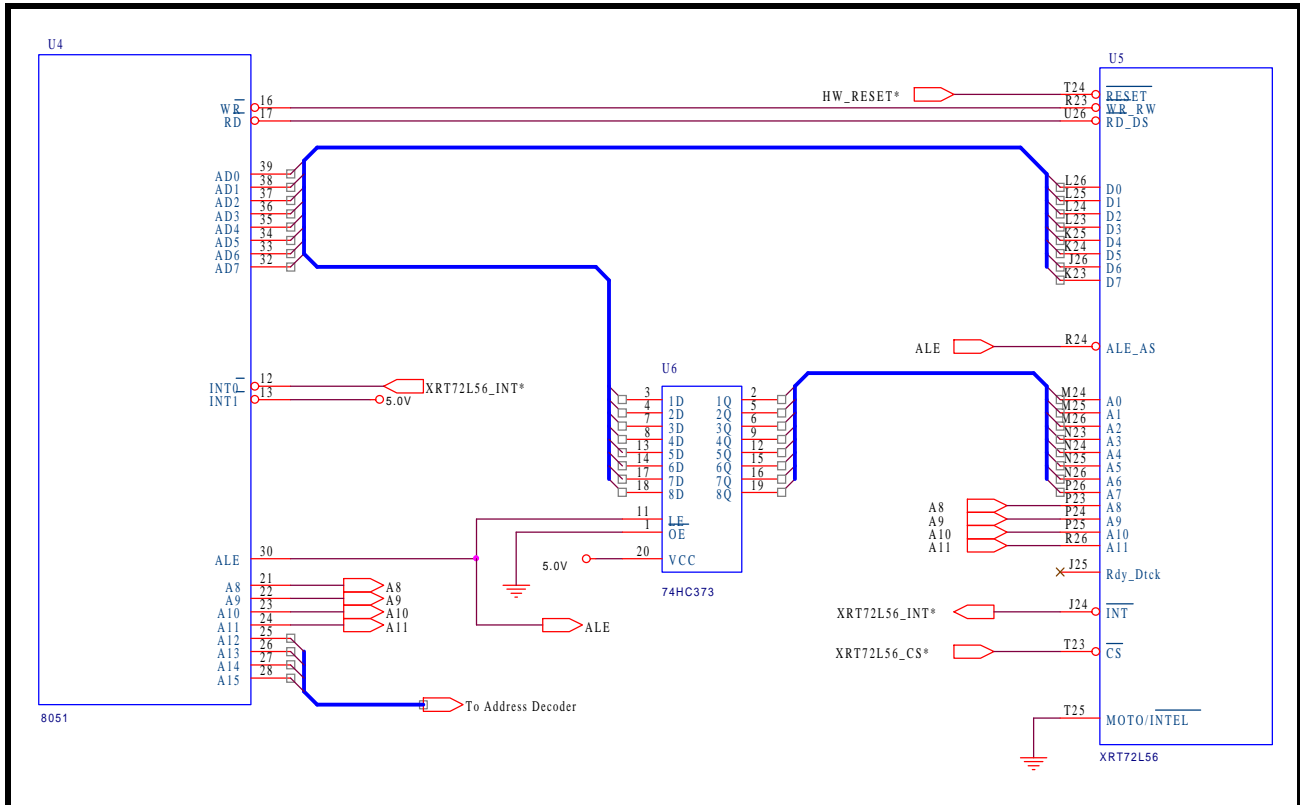 U4
8051
WR 16
RD 17
AD0 39
AD1 38
AD2 37
AD3 36
AD4 35
AD5 34
AD6 33
AD7 32
INT0 12
INT1 13
XRT72L56_INT*
5.0V
ALE 30
A8 21
A9 22
A10 23
A11 24
A12 25
A13 26
A14 27
A15 28
A8
A9
A10
A11
To Address Decoder
ALE
U6
3 1D 1Q 2
4 2D 2Q 5
7 3D 3Q 6
8 4D 4Q 9
13 5D 5Q 12
14 6D 6Q 15
17 7D 7Q 16
18 8D 8Q 19
11 LE
1 OE
5.0V
20 VCC
74HC373
U5
HW_RESET*
T24 RESET
R23 WR_RW
U26 RD_DS
L26 D0
L25 D1
L24 D2
L23 D3
K25 D4
K24 D5
J26 D6
K23 D7
ALE
R24 ALE_AS
M24 A0
M25 A1
M26 A2
N23 A3
N24 A4
N25 A5
N26 A6
P26 A7
A8 P23 A8
A9 P24 A9
A10 P25 A10
A11 R26 A11
J25 Rdy_Dtck
XRT72L56_INT* J24 INT
XRT72L56_CS* T23 CS
T25 MOTO/INTEL
XRT72L56